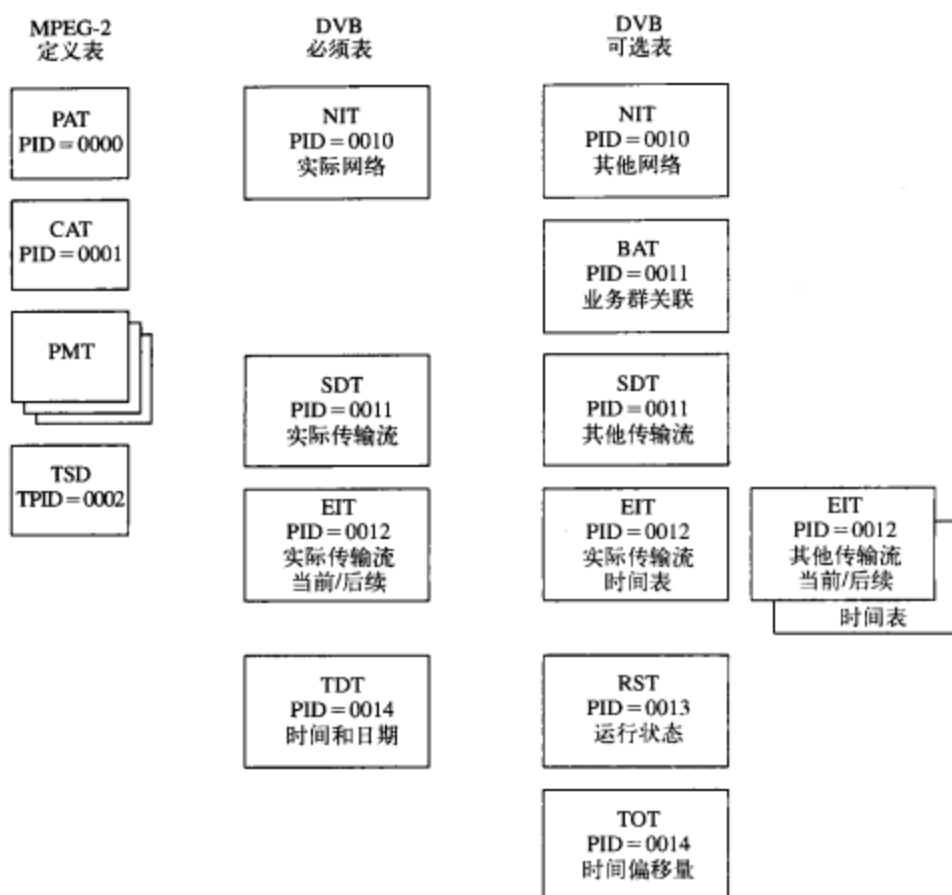 MPEG-2
定义表
PAT
PID = 0000
CAT
PID = 0001
PMT
TSD
TPID = 0002
DVB
必须表
NIT
PID = 0010
实际网络
SDT
PID = 0011
实际传输流
EIT
PID = 0012
实际传输流
当前/后续
TDT
PID = 0014
时间和日期
DVB
可选表
NIT
PID = 0010
其他网络
BAT
PID = 0011
业务群关联
SDT
PID = 0011
其他传输流
EIT
PID = 0012
实际传输流
时间表
EIT
PID = 0012
其他传输流
当前/后续
时间表
RST
PID = 0013
运行状态
TOT
PID = 0014
时间偏移量